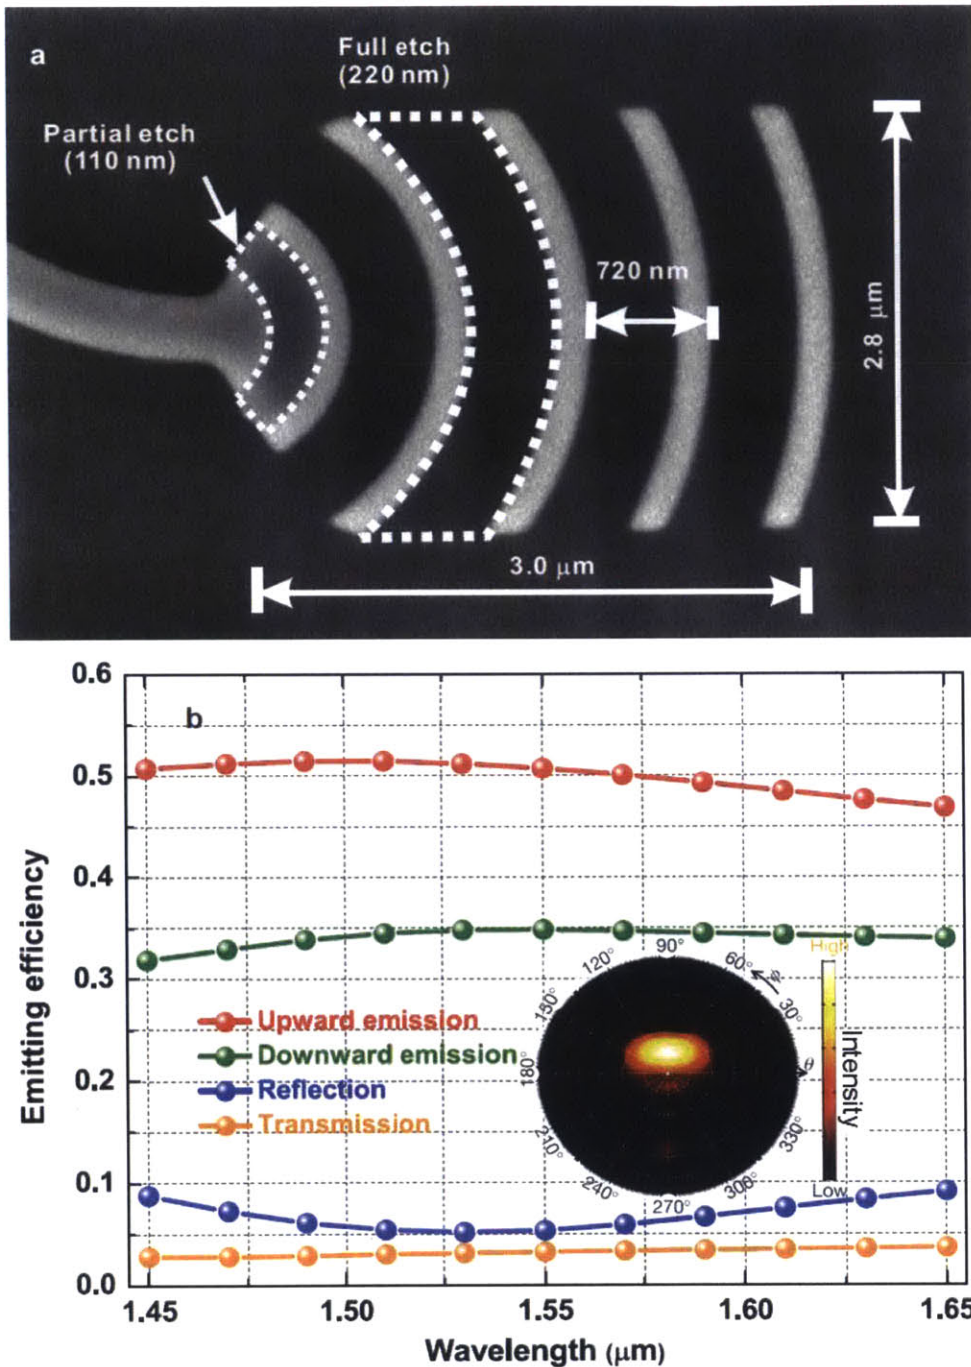 a
Full etch
(220 nm)
Partial etch
(110 nm)
720 nm
2.8 μm
3.0 μm
b
0.6
0.5
0.4
0.3
0.2
0.1
0.0
Emitting efficiency
Upward emission
Downward emission
Reflection
Transmission
90°
60°
30°
120°
150°
180°
210°
240°
270°
300°
330°
φ
θ
High
Intensity
Low
1.45
1.50
1.55
1.60
1.65
Wavelength (μm)